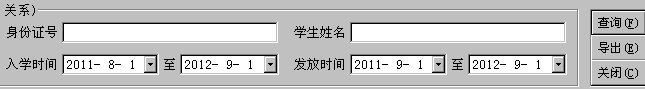 关系)
身份证号 学生姓名 查询(P)
导出(E)
入学时间 2011- 8- 1 至 2012- 9- 1 发放时间 2011- 9- 1 至 2012- 9- 1
关闭(C)